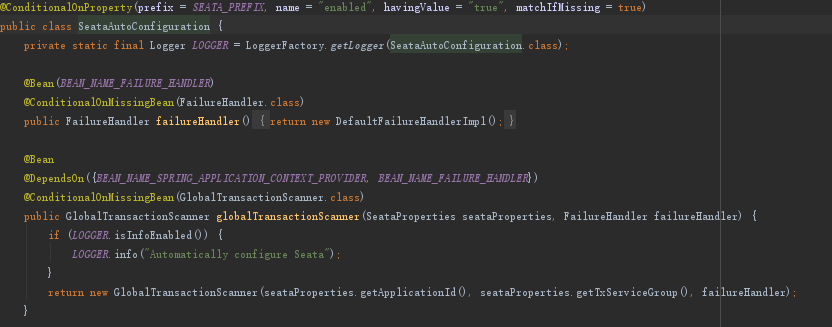 @ConditionalOnProperty(prefix = SEATA_PREFIX, name = "enabled", havingValue = "true", matchIfMissing = true)
public class SeataAutoConfiguration {
private static final Logger LOGGER = LoggerFactory.getLogger(SeataAutoConfiguration.class);
@Bean(BEAN_NAME_FAILURE_HANDLER)
@ConditionalOnMissingBean(FailureHandler.class)
public FailureHandler failureHandler() { return new DefaultFailureHandlerImpl(); }
@Bean
@DependsOn({BEAN_NAME_SPRING_APPLICATION_CONTEXT_PROVIDER, BEAN_NAME_FAILURE_HANDLER})
@ConditionalOnMissingBean(GlobalTransactionScanner.class)
public GlobalTransactionScanner globalTransactionScanner(SeataProperties seataProperties, FailureHandler failureHandler) {
if (LOGGER.isInfoEnabled()) {
LOGGER.info("Automatically configure Seata");
}
return new GlobalTransactionScanner(seataProperties.getApplicationId(), seataProperties.getTxServiceGroup(), failureHandler);
}